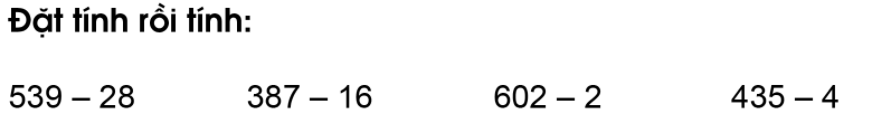 Đặt tính rồi tính:
539 – 28 387 – 16 602 – 2 435 – 4